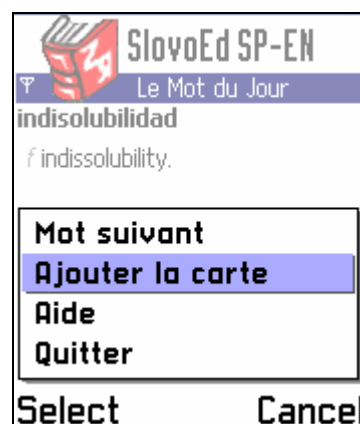 SlovoEd SP-EN
Le Mot du Jour
indisolubilidad
f indissolubility.
Mot suivant
Ajouter la carte
Aide
Quitter
Select Cancel